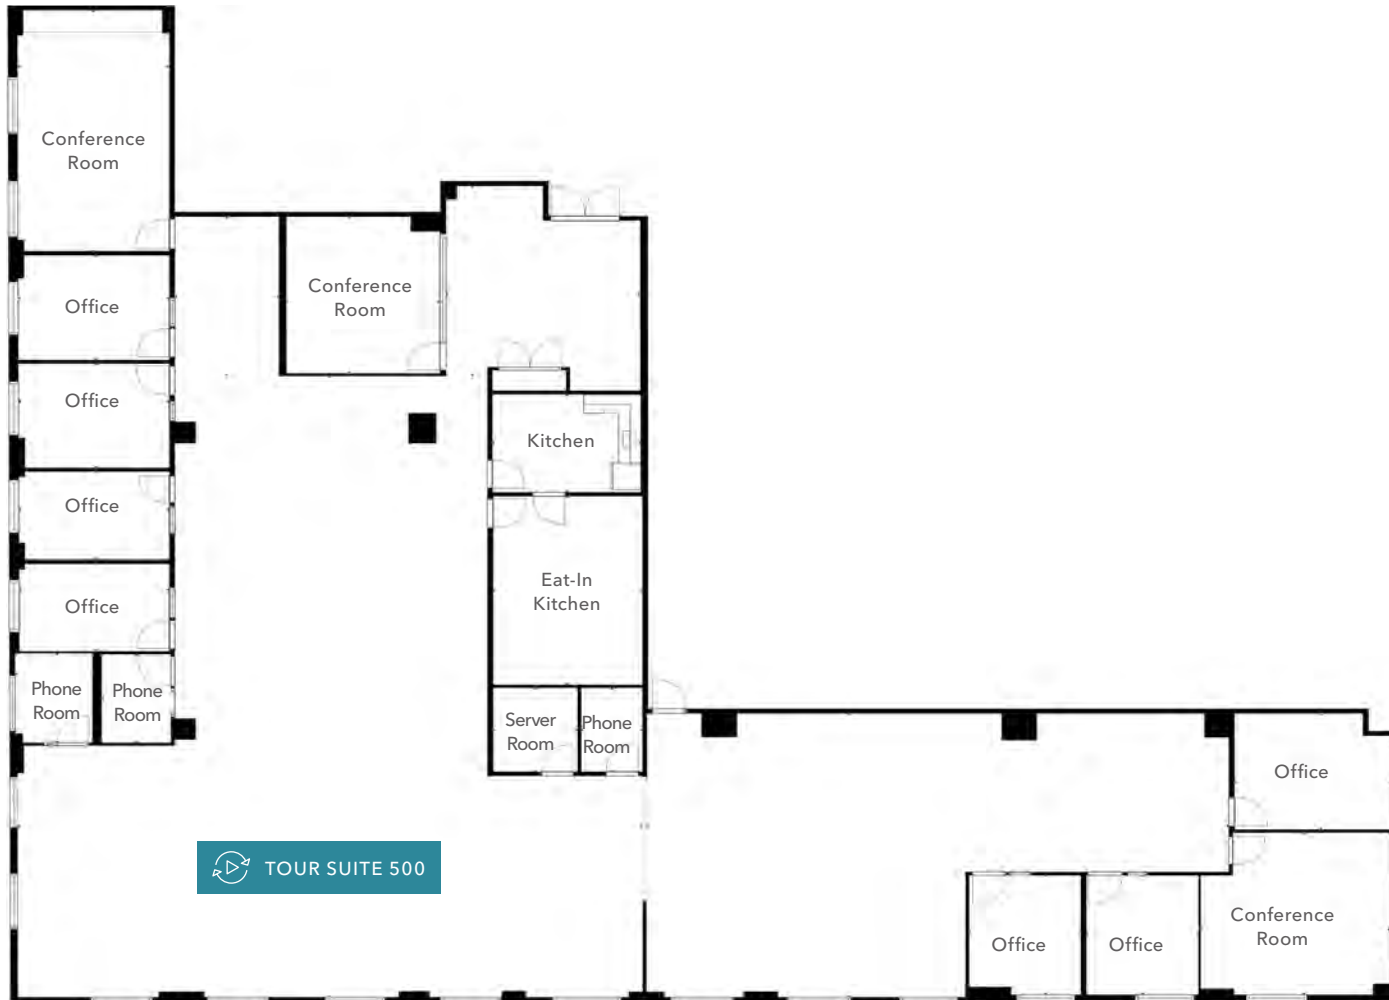 Conference
Room
Office
Conference
Room
Office
Kitchen
Office
Eat-In
Kitchen
Office
Phone
Room
Phone
Room
Server
Room
Phone
Room
Office
TOUR SUITE 500
Conference
Room
Office
Office